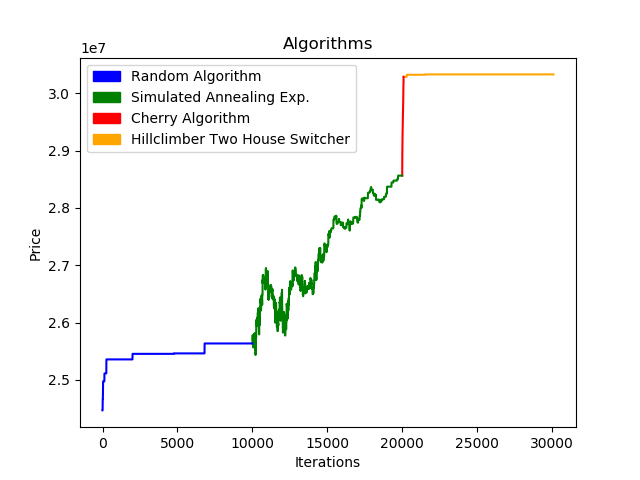 Algorithms
1e7
Random Algorithm
Simulated Annealing Exp.
Cherry Algorithm
Hillclimber Two House Switcher
3.0
2.9
2.8
2.7
2.6
2.5
Price
0 5000 10000 15000 20000 25000 30000
Iterations